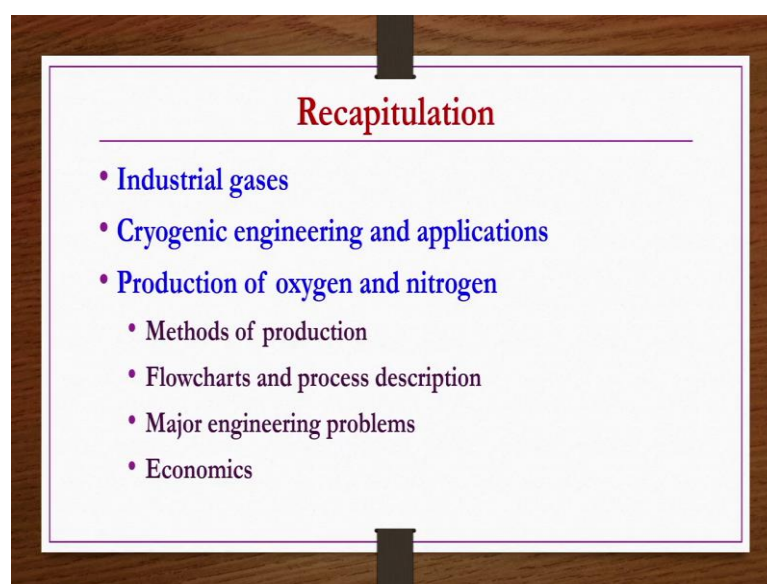 Recapitulation
• Industrial gases
• Cryogenic engineering and applications
• Production of oxygen and nitrogen
• Methods of production
• Flowcharts and process description
• Major engineering problems
• Economics